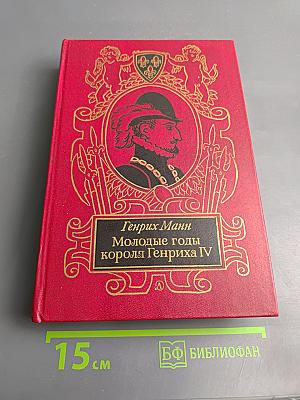 Генрих Манн
Молодые годы
короля Генриха IV
15 см
БФ БИБЛИОФАН